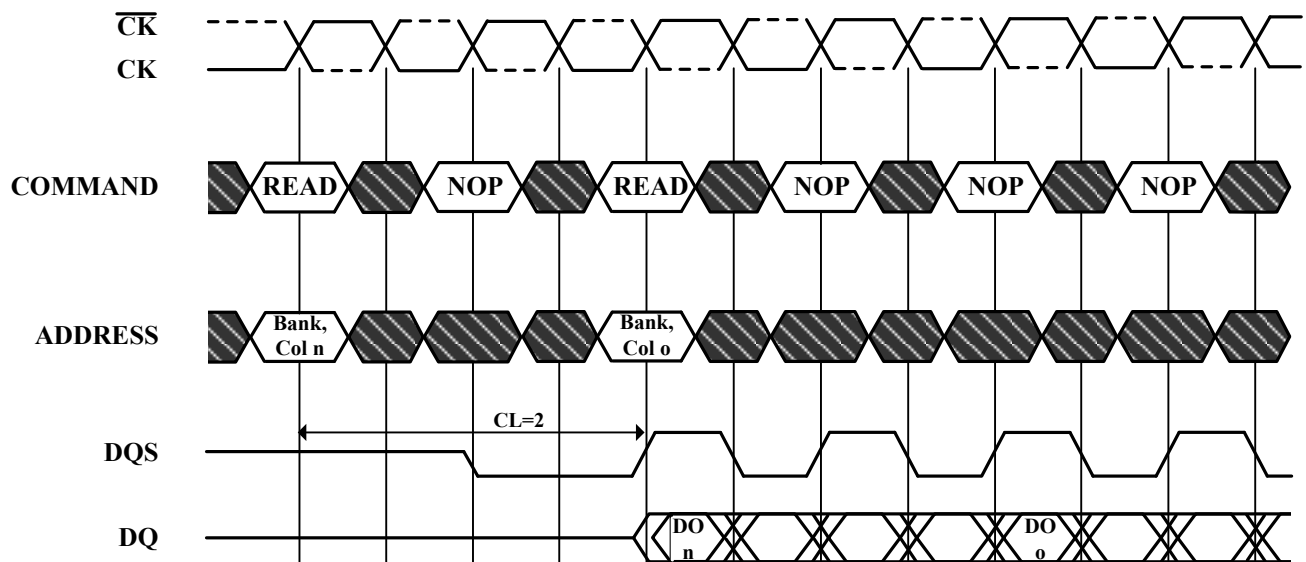 CK
CK
COMMAND READ NOP READ NOP NOP NOP
ADDRESS
Bank,
Col n
Bank,
Col o
CL=2
DQS
DQ
DO
n
DO
o